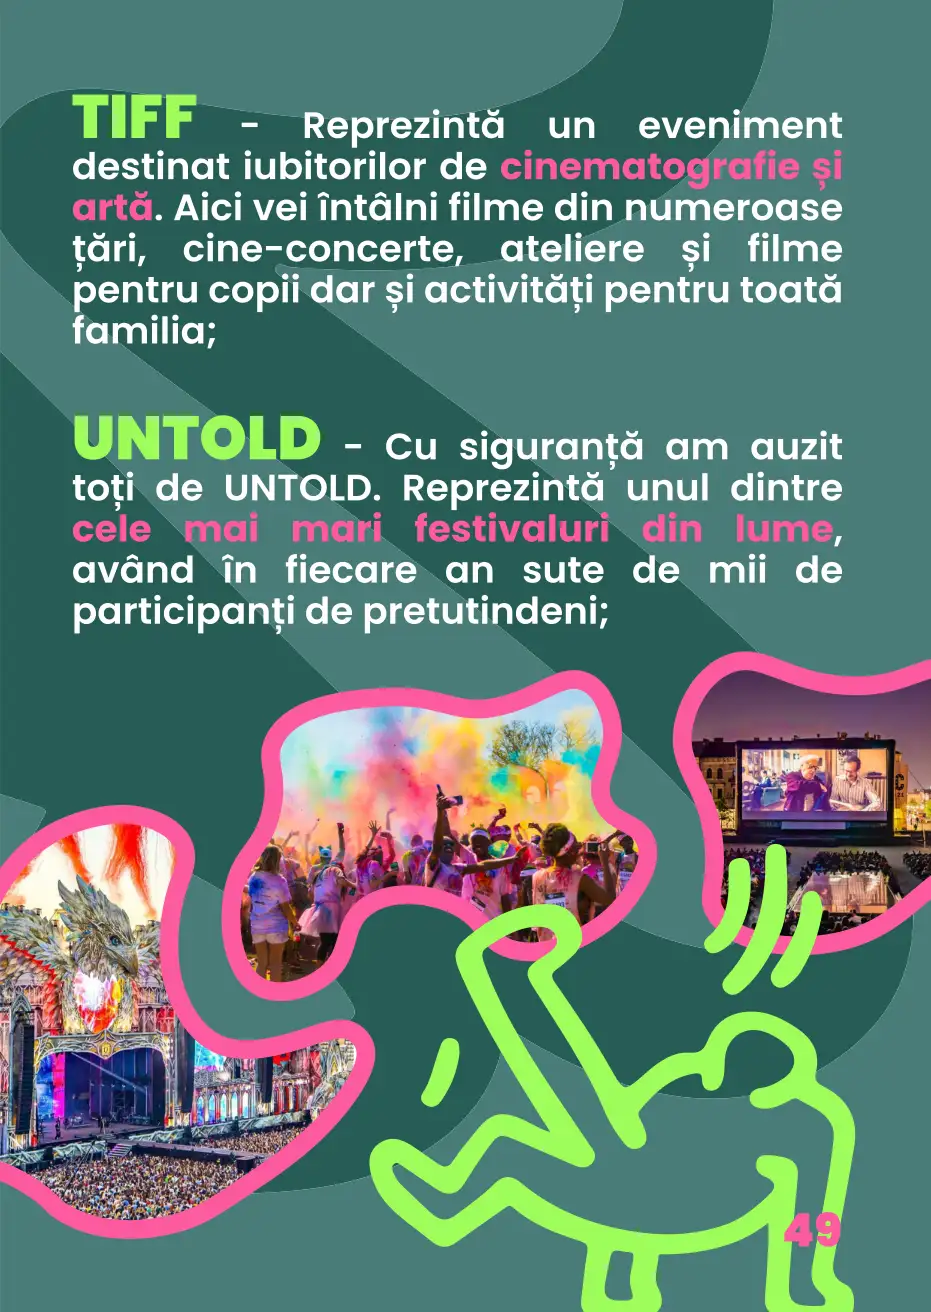 TIFF - Reprezintă un eveniment
destinat iubitorilor de cinematografie și
artă. Aici vei întâlni filme din numeroase
țări, cine-concerte, ateliere și filme
pentru copii dar și activități pentru toată
familia;
UNTOLD - Cu siguranță am auzit
toți de UNTOLD. Reprezintă unul dintre
cele mai mari festivaluri din lume,
având în fiecare an sute de mii de
participanți de pretutindeni;
49